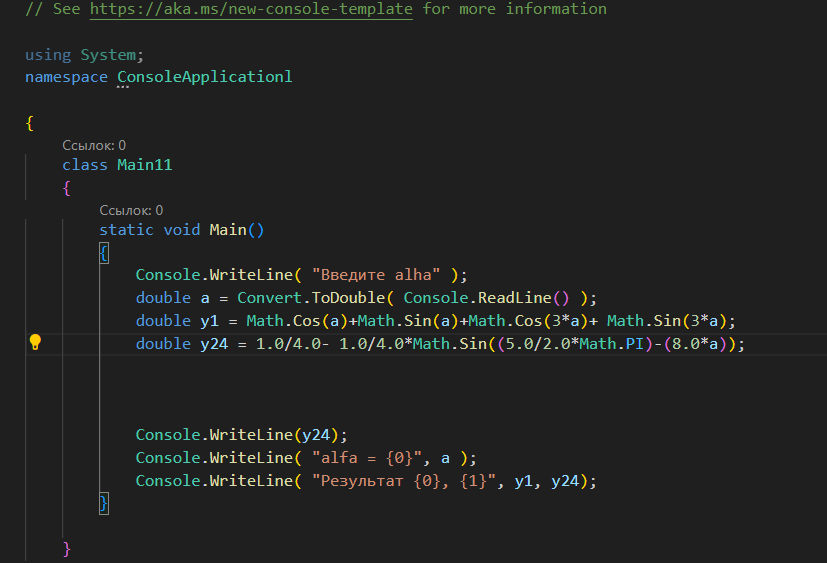 // See https://aka.ms/new-console-template for more information
using System;
namespace ConsoleApplicationl
{
Ссылок: 0
class Main11
{
Ссылок: 0
static void Main()
{
Console.WriteLine( "Введите alha" );
double a = Convert.ToDouble( Console.ReadLine() );
double y1 = Math.Cos(a)+Math.Sin(a)+Math.Cos(3*a)+ Math.Sin(3*a);
double y24 = 1.0/4.0- 1.0/4.0*Math.Sin((5.0/2.0*Math.PI)-(8.0*a));
Console.WriteLine(y24);
Console.WriteLine( "alfa = {0}", a );
Console.WriteLine( "Результат {0}, {1}", y1, y24);
}
}